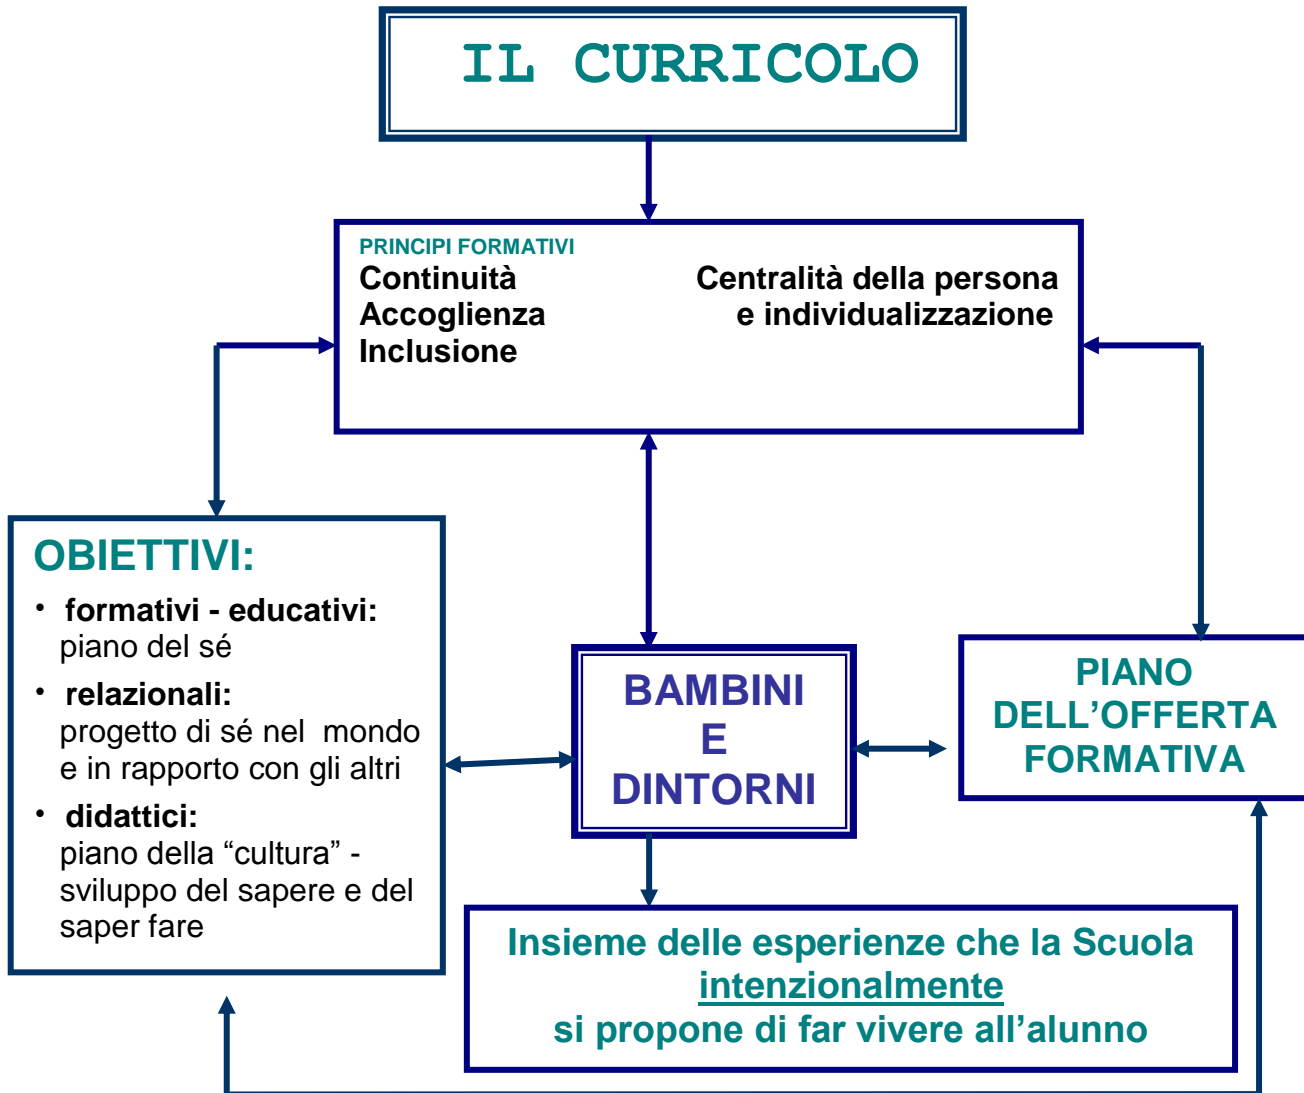 IL CURRICOLO
PRINCIPI FORMATIVI
Continuità Centralità della persona
Accoglienza e individualizzazione
Inclusione
OBIETTIVI:
• formativi - educativi:
piano del sé
• relazionali:
progetto di sé nel mondo
e in rapporto con gli altri
• didattici:
piano della “cultura” -
sviluppo del sapere e del
saper fare
BAMBINI
E
DINTORNI
PIANO
DELL’OFFERTA
FORMATIVA
Insieme delle esperienze che la Scuola
intenzionalmente
si propone di far vivere all’alunno